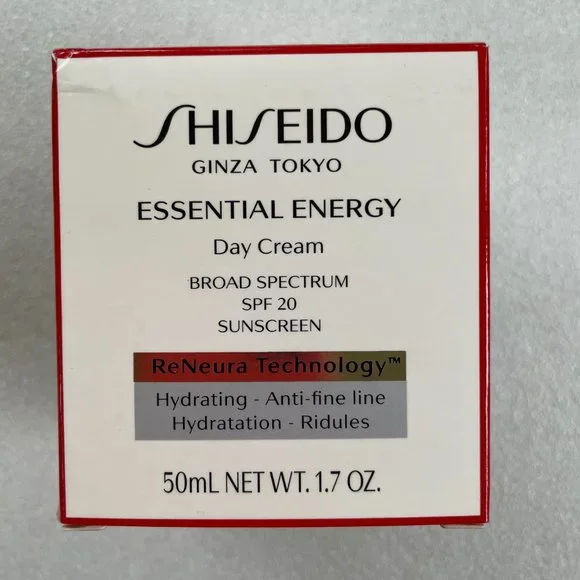 SHISEIDO
GINZA TOKYO
ESSENTIAL ENERGY
Day Cream
BROAD SPECTRUM
SPF 20
SUNSCREEN
ReNeura Technology™
Hydrating - Anti-fine line
Hydratation - Ridules
50mL NET WT. 1.7 OZ.